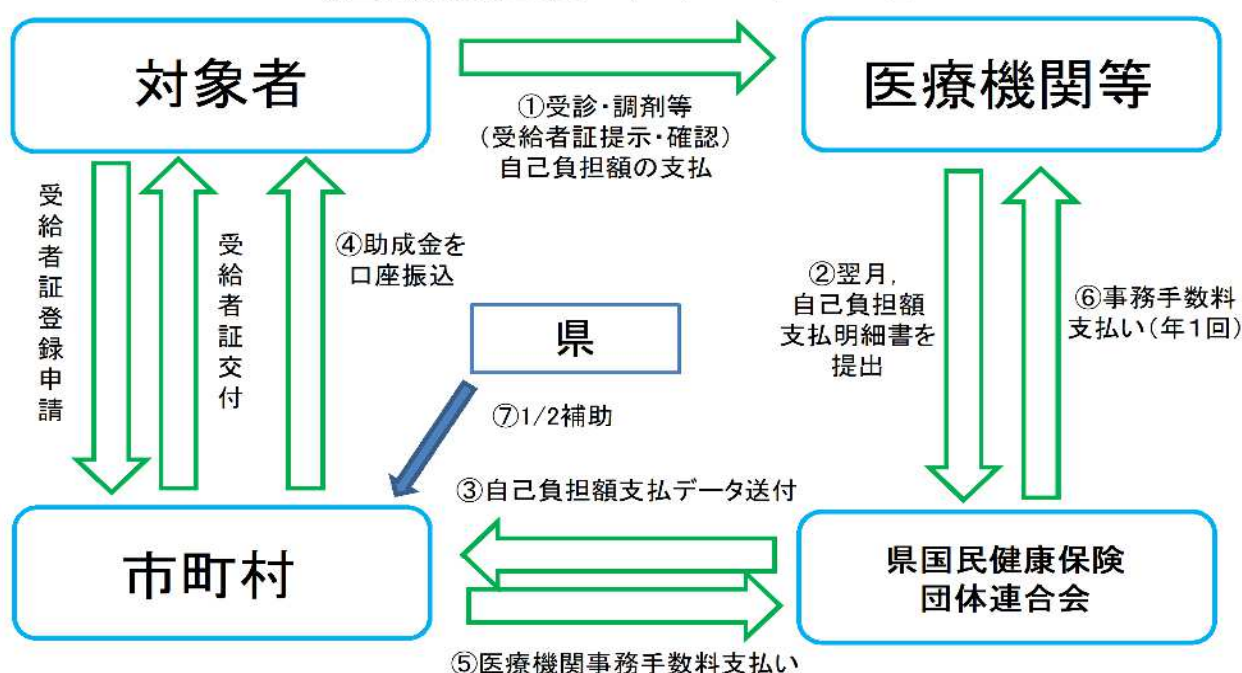 対象者
医療機関等
①受診・調剤等
（受給者証提示・確認）
自己負担額の支払
受給者証登録申請
受給者証交付
④助成金を
口座振込
県
⑦1/2補助
②翌月,
自己負担額
支払明細書を
提出
⑥事務手数料
支払い（年１回）
③自己負担額支払データ送付
市町村
県国民健康保険
団体連合会
⑤医療機関事務手数料支払い